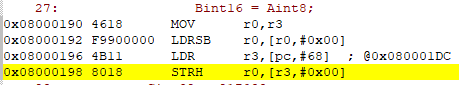 27: Bint16 = Aint8;
0x08000190 4618 MOV r0,r3
0x08000192 F9900000 LDRSB r0,[r0,#0x00]
0x08000196 4B11 LDR r3,[pc,#68] ; @0x080001DC
0x08000198 8018 STRH r0,[r3,#0x00]